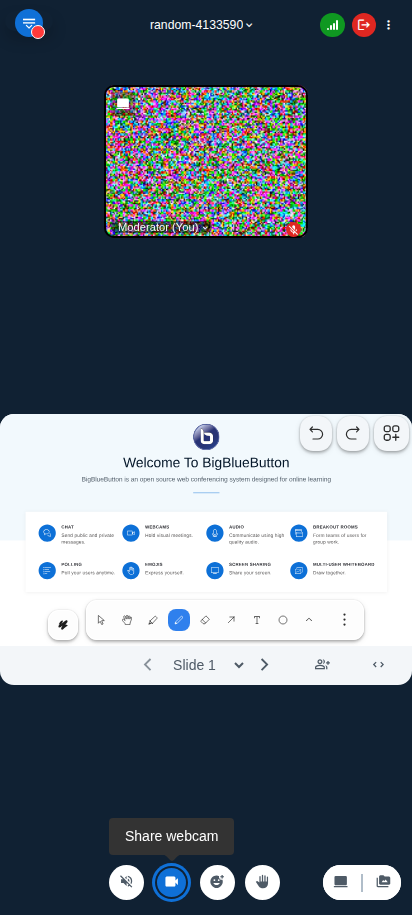 random-4133590
Moderator (You)
Welcome To BigBlueButton
BigBlueButton is an open source web conferencing system designed for online learning
CHAT
Send public and private
messages.
WEBCAMS
Hold visual meetings.
AUDIO
Communicate using high
quality audio.
BREAKOUT ROOMS
Form teams of users for
group work.
POLLING
Poll your users anytime.
EMOJIS
Express yourself.
SCREEN SHARING
Share your screen.
MULTI-USER WHITEBOARD
Draw together.
Slide 1
Share webcam